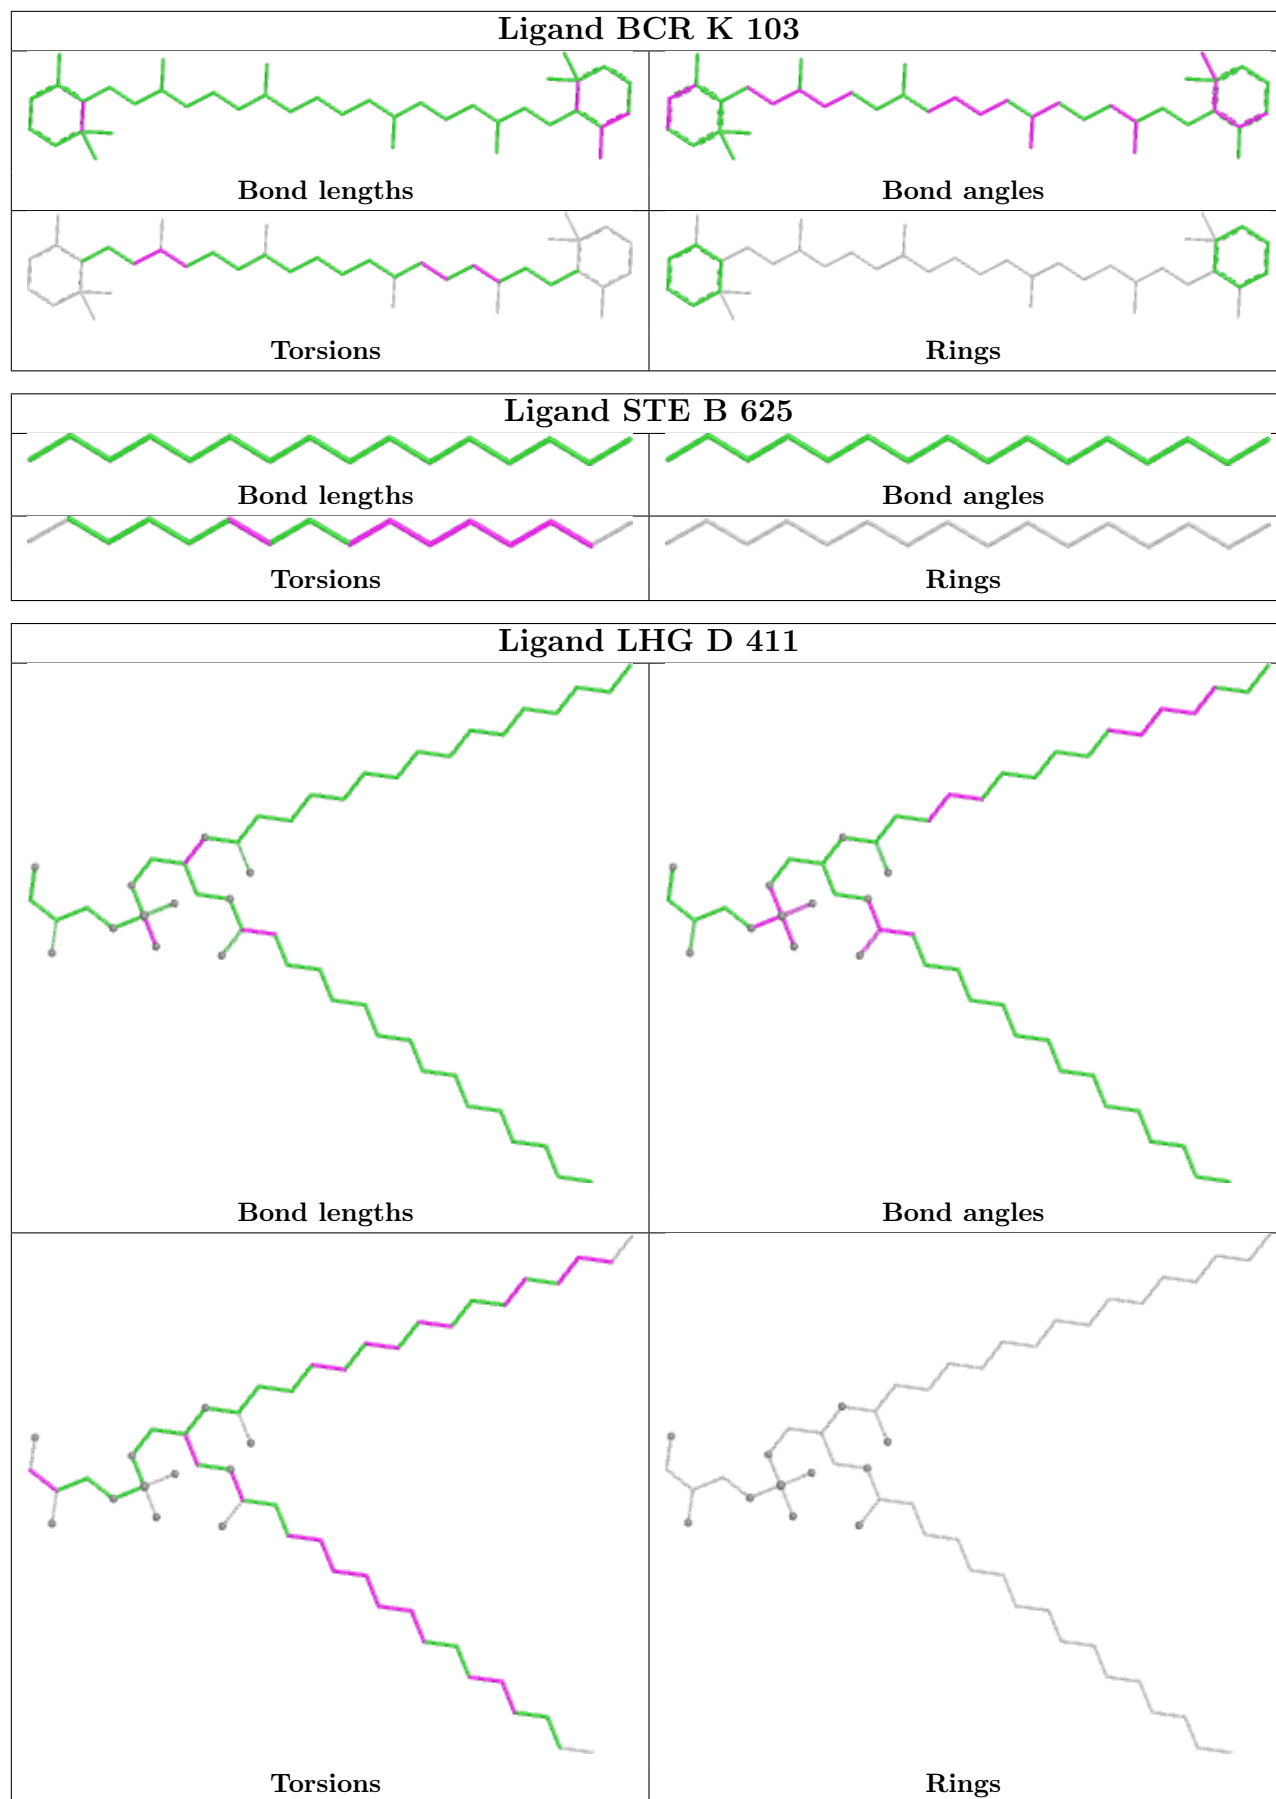 Ligand BCR K 103
Bond lengths
Bond angles
Torsions
Rings
Ligand STE B 625
Bond lengths
Bond angles
Torsions
Rings
Ligand LHG D 411
Bond lengths
Bond angles
Torsions
Rings